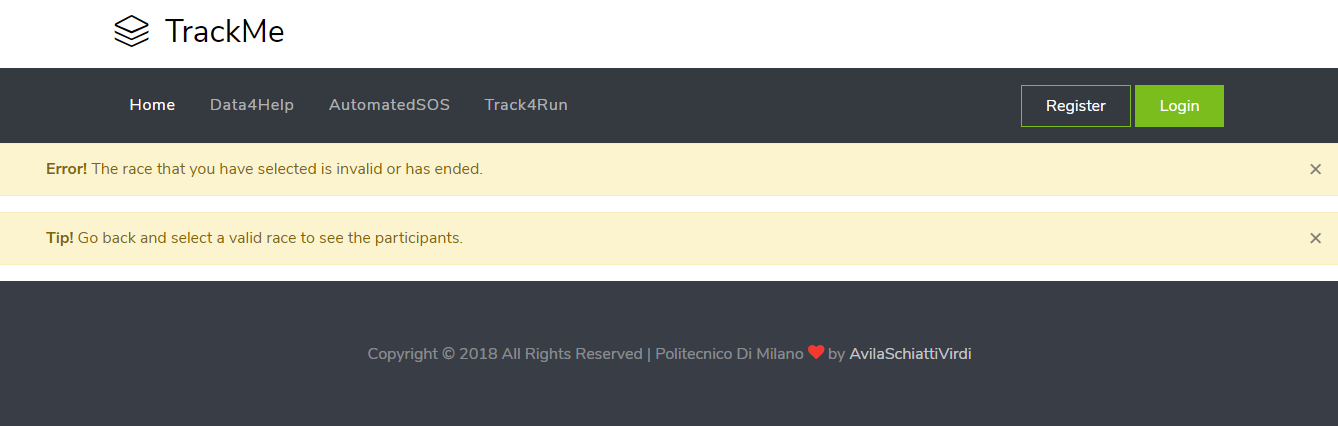 TrackMe
Home Data4Help AutomatedSOS Track4Run Register Login
Error! The race that you have selected is invalid or has ended. ×
Tip! Go back and select a valid race to see the participants. ×
Copyright © 2018 All Rights Reserved | Politecnico Di Milano ♥ by AvilaSchiattiVirdi